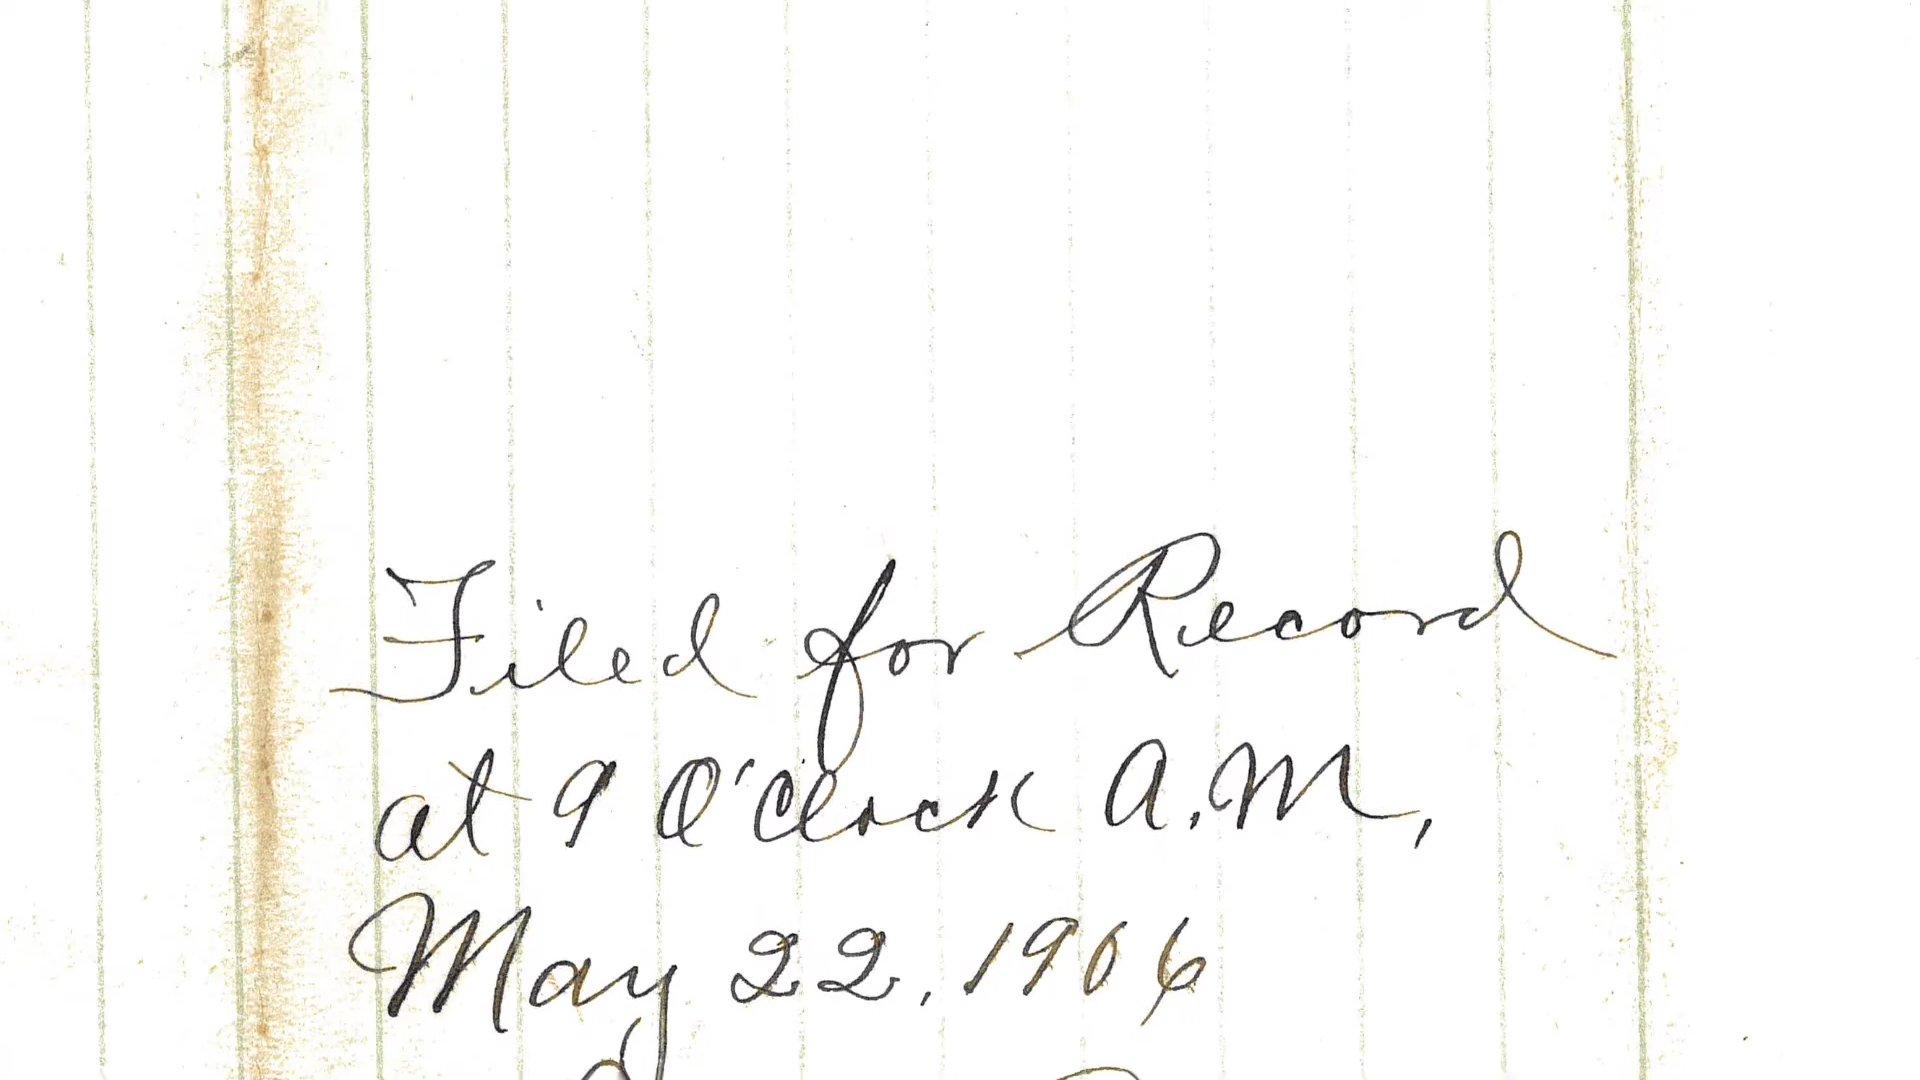 Filed for Record
at 9 O'Clock A.M,
May 22, 1906